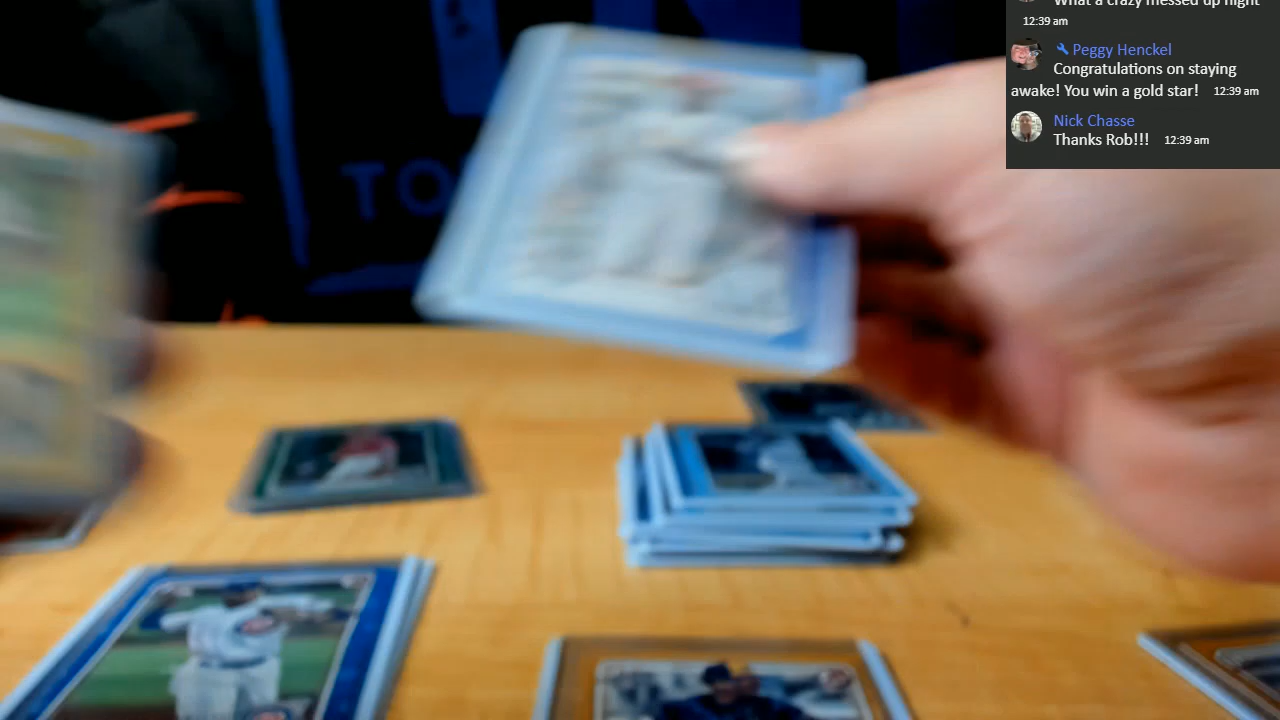 What a crazy messed up night
12:39 am
Peggy Henckel
Congratulations on staying
awake! You win a gold star! 12:39 am
Nick Chasse
Thanks Rob!!! 12:39 am
TO